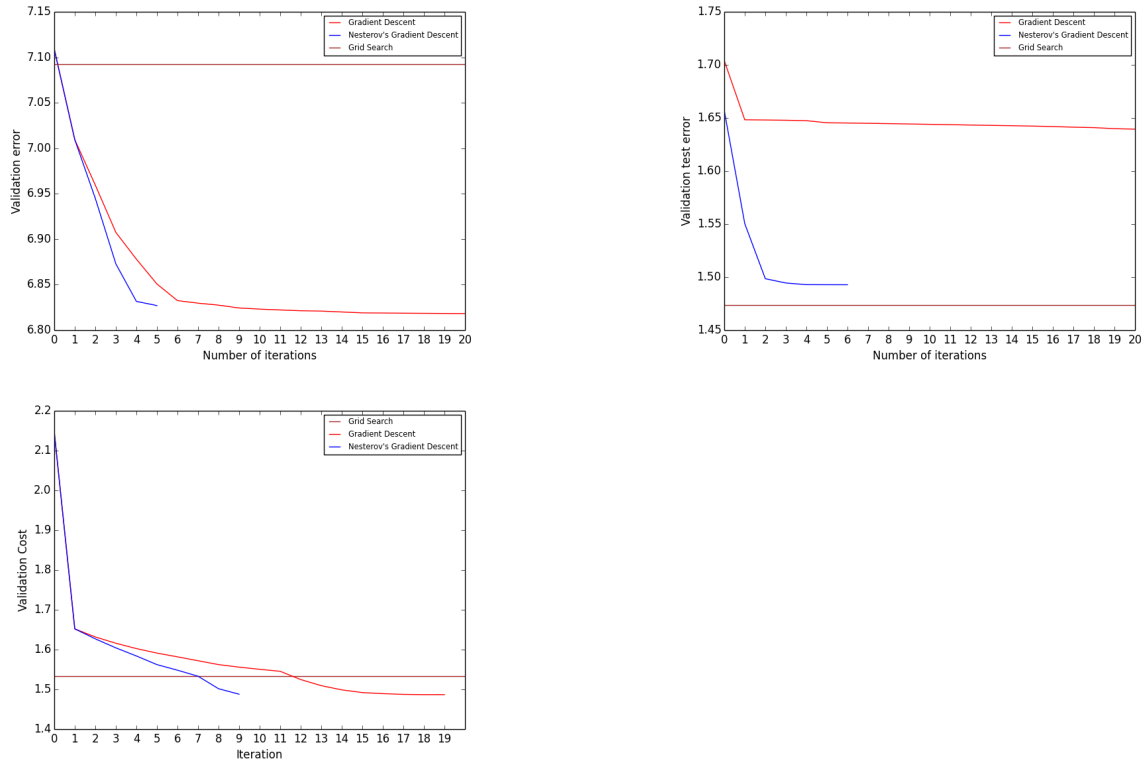 7.15
7.10
7.05
7.00
6.95
6.90
6.85
6.80
Validation error
Gradient Descent
Nesterov's Gradient Descent
Grid Search
0 1 2 3 4 5 6 7 8 9 10 11 12 13 14 15 16 17 18 19 20
Number of iterations
1.75
1.70
1.65
1.60
1.55
1.50
1.45
Validation test error
Gradient Descent
Nesterov's Gradient Descent
Grid Search
0 1 2 3 4 5 6 7 8 9 10 11 12 13 14 15 16 17 18 19 20
Number of iterations
2.2
2.1
2.0
1.9
1.8
1.7
1.6
1.5
1.4
Validation Cost
Grid Search
Gradient Descent
Nesterov's Gradient Descent
0 1 2 3 4 5 6 7 8 9 10 11 12 13 14 15 16 17 18 19
Iteration